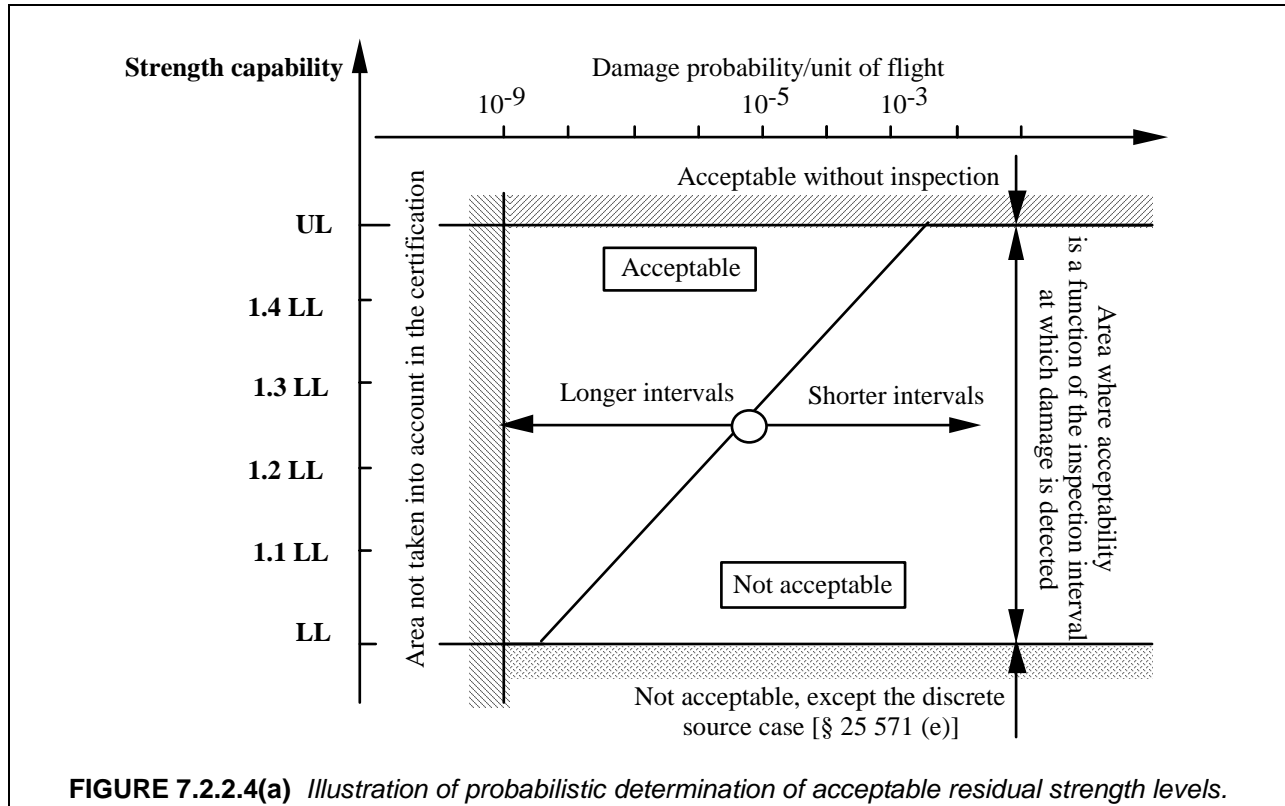 Strength capability
Damage probability/unit of flight
10-9
10-5
10-3
Acceptable without inspection
UL
1.4 LL
1.3 LL
1.2 LL
1.1 LL
LL
Area not taken into account in the certification
Acceptable
Longer intervals
Shorter intervals
Not acceptable
Area where acceptability
is a function of the inspection interval
at which damage is detected
Not acceptable, except the discrete
source case [§ 25 571 (e)]
FIGURE 7.2.2.4(a) Illustration of probabilistic determination of acceptable residual strength levels.